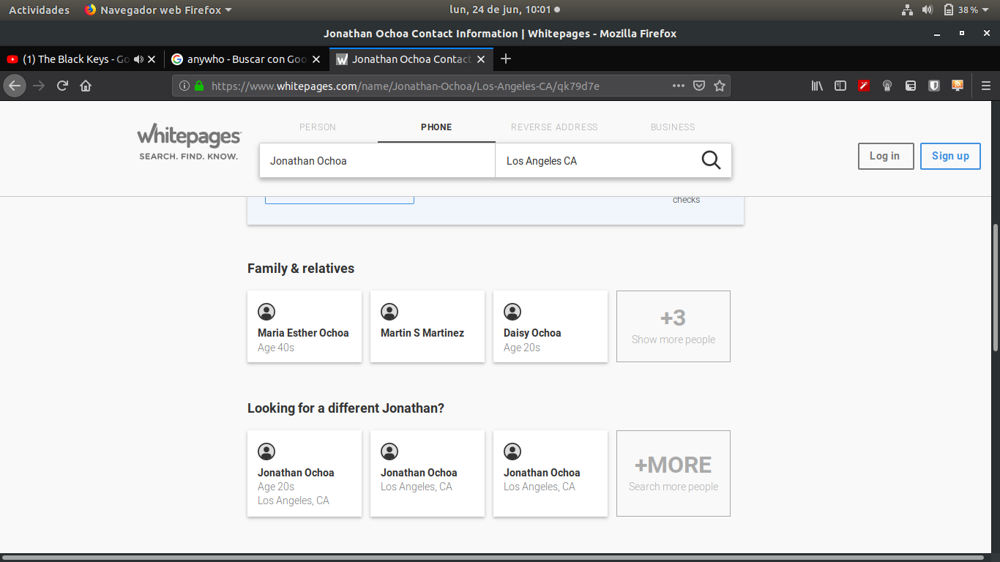 Actividades Navegador web Firefox lun, 24 de jun, 10:01 38%
Jonathan Ochoa Contact Information | Whitepages - Mozilla Firefox
(1) The Black Keys - Go anywho - Buscar con Goo Jonathan Ochoa Contact
https://www.whitepages.com/name/Jonathan-Ochoa/Los-Angeles-CA/qk79d7e
whitepages
SEARCH. FIND. KNOW.
PERSON PHONE REVERSE ADDRESS BUSINESS
Jonathan Ochoa Los Angeles CA
Log in Sign up
checks
Family & relatives
Maria Esther Ochoa
Age 40s
Martin S Martinez
Daisy Ochoa
Age 20s
+3
Show more people
Looking for a different Jonathan?
Jonathan Ochoa
Age 20s
Los Angeles, CA
Jonathan Ochoa
Los Angeles, CA
Jonathan Ochoa
Los Angeles, CA
+MORE
Search more people